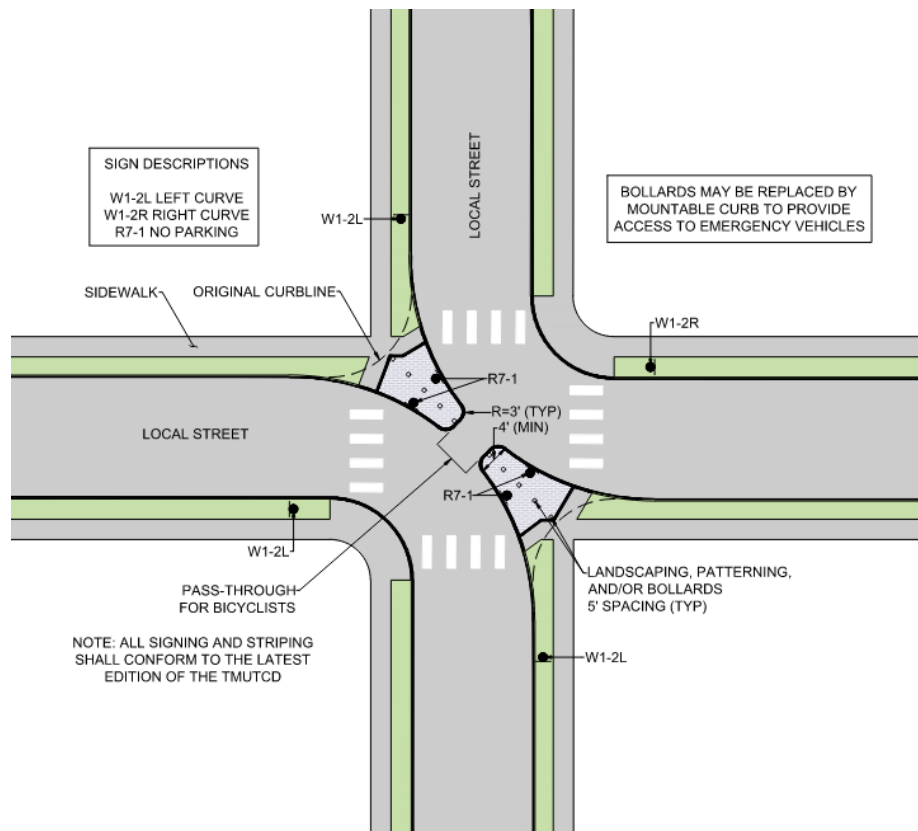 LOCAL STREET
SIGN DESCRIPTIONS
W1-2L LEFT CURVE
W1-2R RIGHT CURVE
R7-1 NO PARKING
BOLLARDS MAY BE REPLACED BY
MOUNTABLE CURB TO PROVIDE
ACCESS TO EMERGENCY VEHICLES
W1-2L
SIDEWALK
ORIGINAL CURBLINE
W1-2R
R7-1
R=3' (TYP)
4' (MIN)
LOCAL STREET
R7-1
W1-2L
LANDSCAPING, PATTERNING,
AND/OR BOLLARDS
5' SPACING (TYP)
PASS-THROUGH
FOR BICYCLISTS
NOTE: ALL SIGNING AND STRIPING
SHALL CONFORM TO THE LATEST
EDITION OF THE TMUTCD
W1-2L